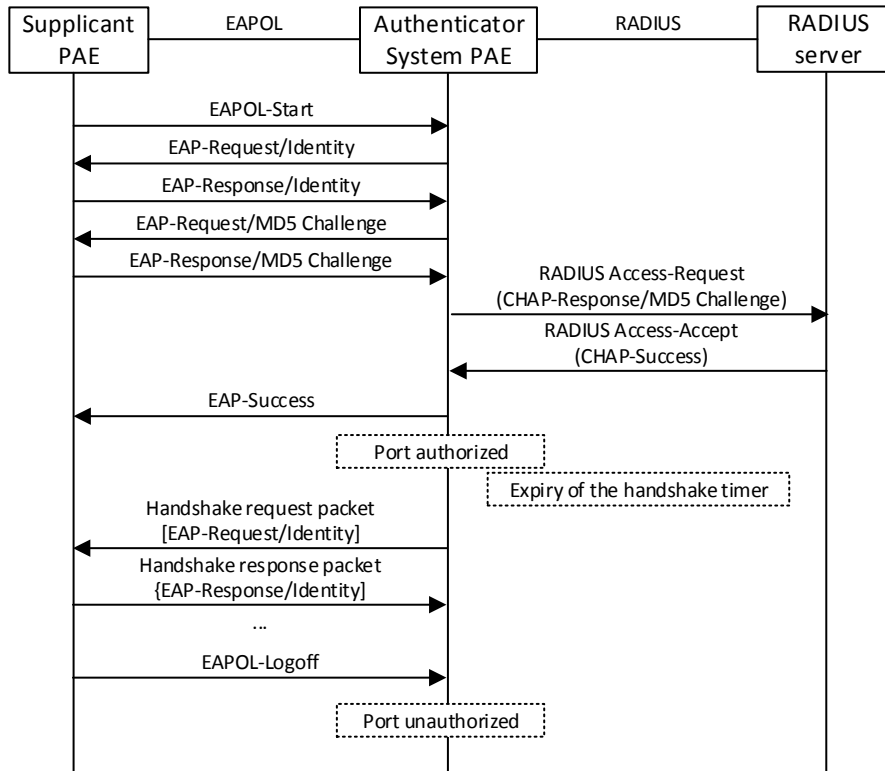 Supplicant
PAE
EAPOL
Authenticator
System PAE
RADIUS
RADIUS
server
EAPOL-Start
EAP-Request/Identity
EAP-Response/Identity
EAP-Request/MD5 Challenge
EAP-Response/MD5 Challenge
RADIUS Access-Request
(CHAP-Response/MD5 Challenge)
RADIUS Access-Accept
(CHAP-Success)
EAP-Success
Port authorized
Expiry of the handshake timer
Handshake request packet
[EAP-Request/Identity]
Handshake response packet
{EAP-Response/Identity]
...
EAPOL-Logoff
Port unauthorized